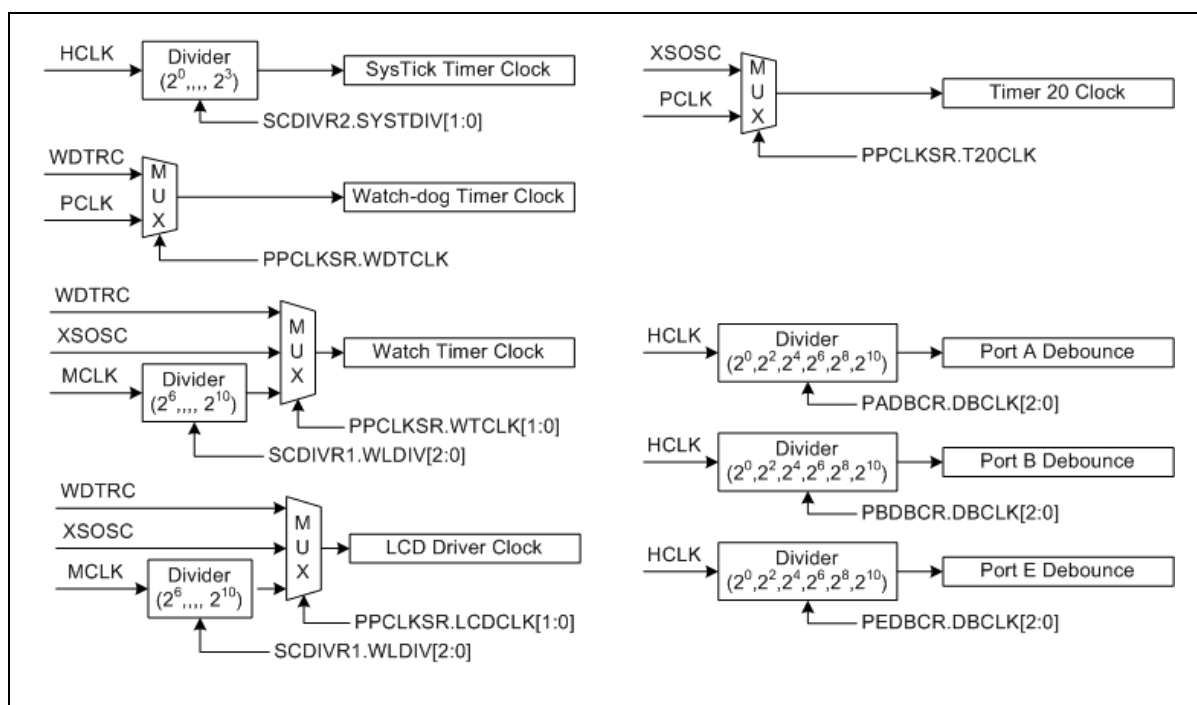 HCLK
Divider
(2^0,,,, 2^3)
SysTick Timer Clock
SCDIVR2.SYSTDIV[1:0]
WDTRC
PCLK
M
U
X
Watch-dog Timer Clock
PPCLKSR.WDTCLK
WDTRC
XSOSC
MCLK
Divider
(2^6,,,, 2^10)
M
U
X
Watch Timer Clock
PPCLKSR.WTCLK[1:0]
SCDIVR1.WLDIV[2:0]
WDTRC
XSOSC
MCLK
Divider
(2^6,,,, 2^10)
M
U
X
LCD Driver Clock
PPCLKSR.LCDCLK[1:0]
SCDIVR1.WLDIV[2:0]
XSOSC
PCLK
M
U
X
Timer 20 Clock
PPCLKSR.T20CLK
HCLK
Divider
(2^0,2^2,2^4,2^6,2^8,2^10)
Port A Debounce
PADBCR.DBCLK[2:0]
HCLK
Divider
(2^0,2^2,2^4,2^6,2^8,2^10)
Port B Debounce
PBDBCR.DBCLK[2:0]
HCLK
Divider
(2^0,2^2,2^4,2^6,2^8,2^10)
Port E Debounce
PEDBCR.DBCLK[2:0]